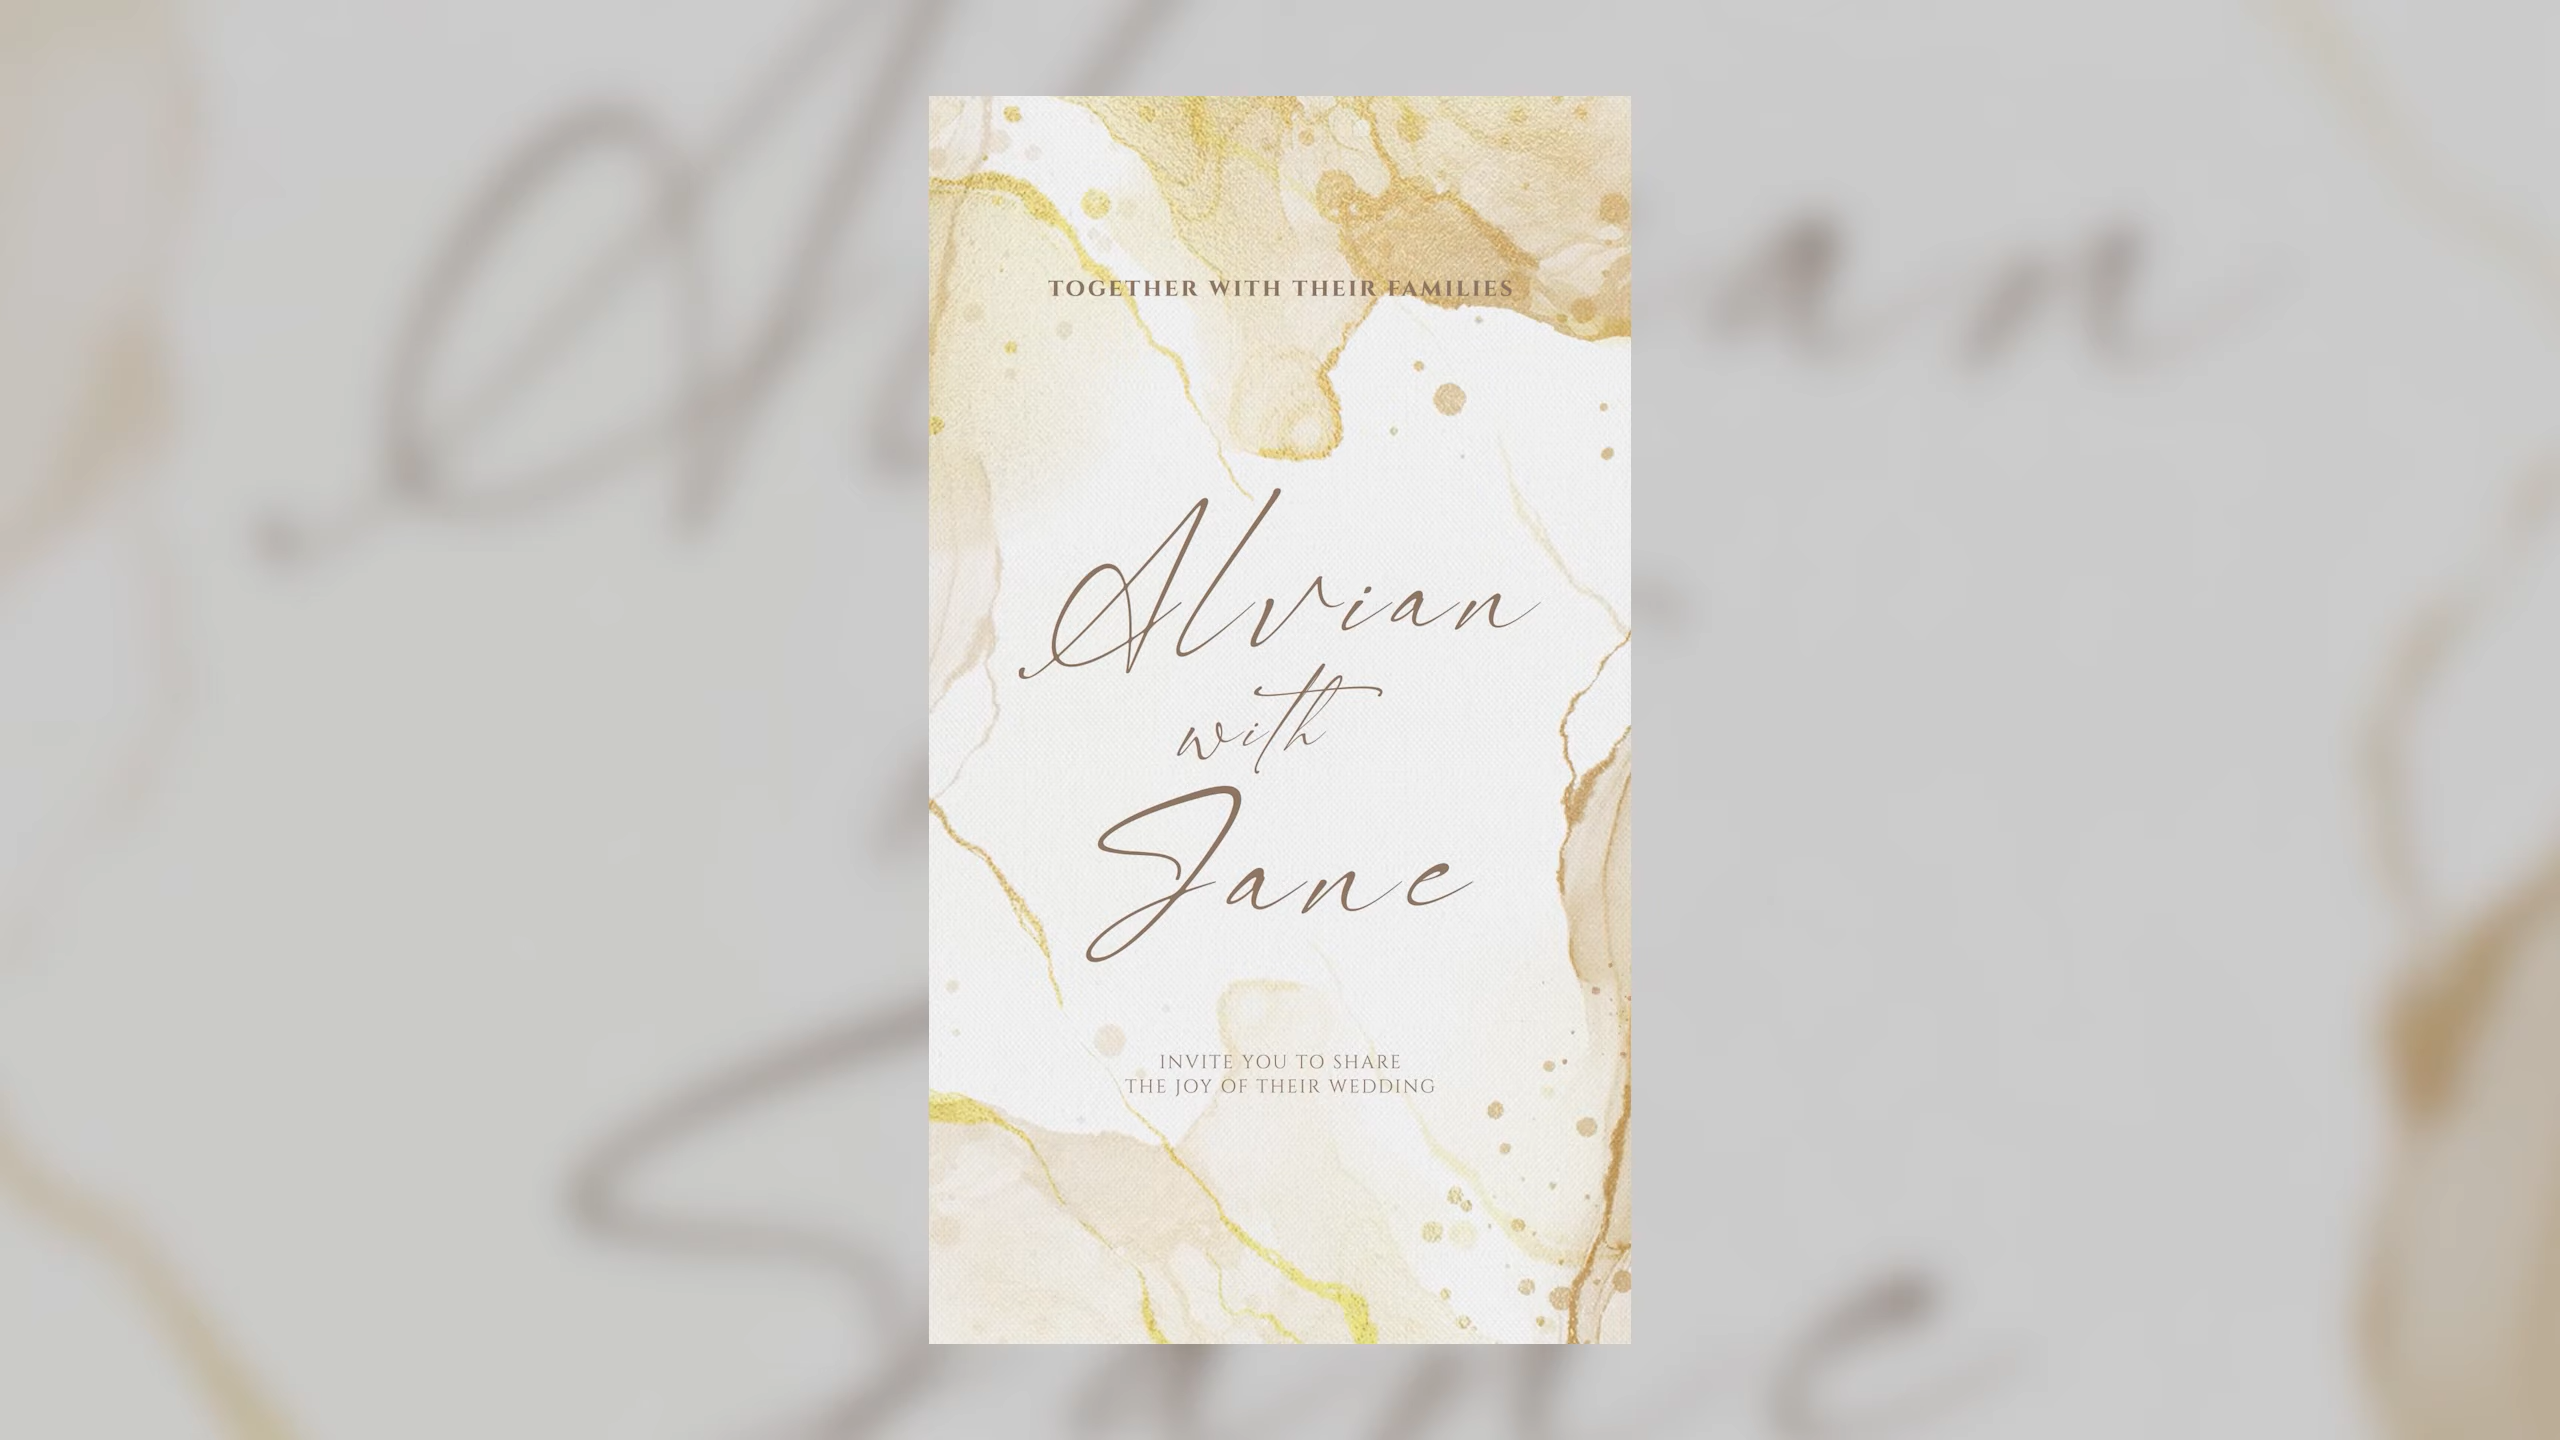 TOGETHER WITH THEIR FAMILIES
Alvian
with
Jane
INVITE YOU TO SHARE
THE JOY OF THEIR WEDDING